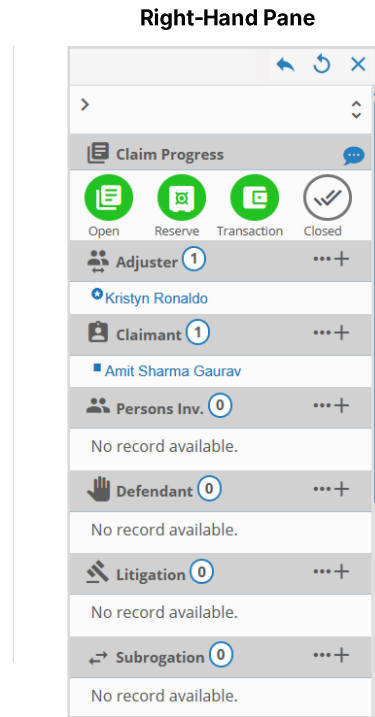 Right-Hand Pane
Claim Progress
Open Reserve Transaction Closed
Adjuster 1
Kristyn Ronaldo
Claimant 1
Amit Sharma Gaurav
Persons Inv. 0
No record available.
Defendant 0
No record available.
Litigation 0
No record available.
Subrogation 0
No record available.